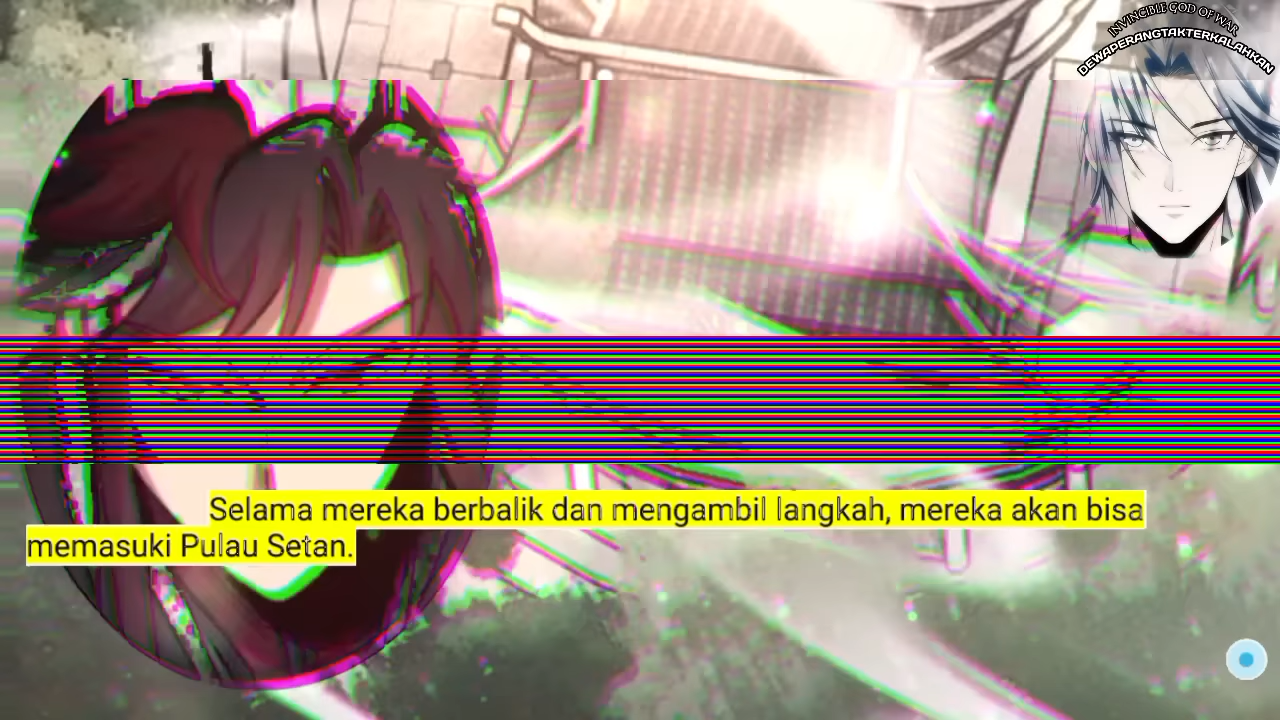 INVINCIBLE GOD OF WAR
DEWAPERANGTAKTERKALAHKAN
Selama mereka berbalik dan mengambil langkah, mereka akan bisa
memasuki Pulau Setan.